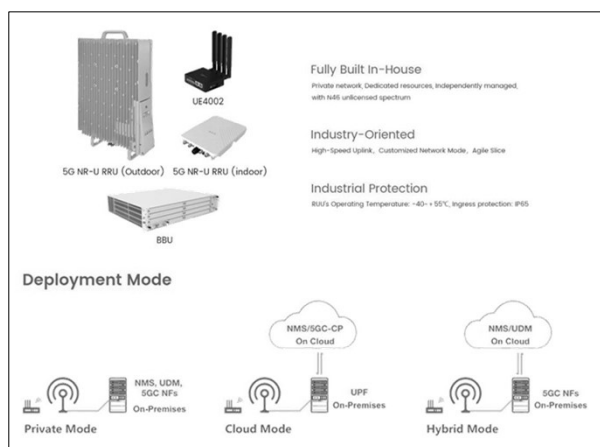 Fully Built In-House
Private network, Dedicated resources, Independently managed,
with N46 unlicensed spectrum
UE4002
Industry-Oriented
High-Speed Uplink, Customized Network Mode, Agile Slice
5G NR-U RRU (Outdoor)
5G NR-U RRU (indoor)
Industrial Protection
RUU's Operating Temperature: -40-+55℃, Ingress protection: IP65
BBU
Deployment Mode
NMS/5GC-CP
On Cloud
NMS/UDM
On Cloud
NMS, UDM,
5GC NFs
On-Premises
UPF
On-Premises
5GC NFs
On-Premises
Private Mode
Cloud Mode
Hybrid Mode